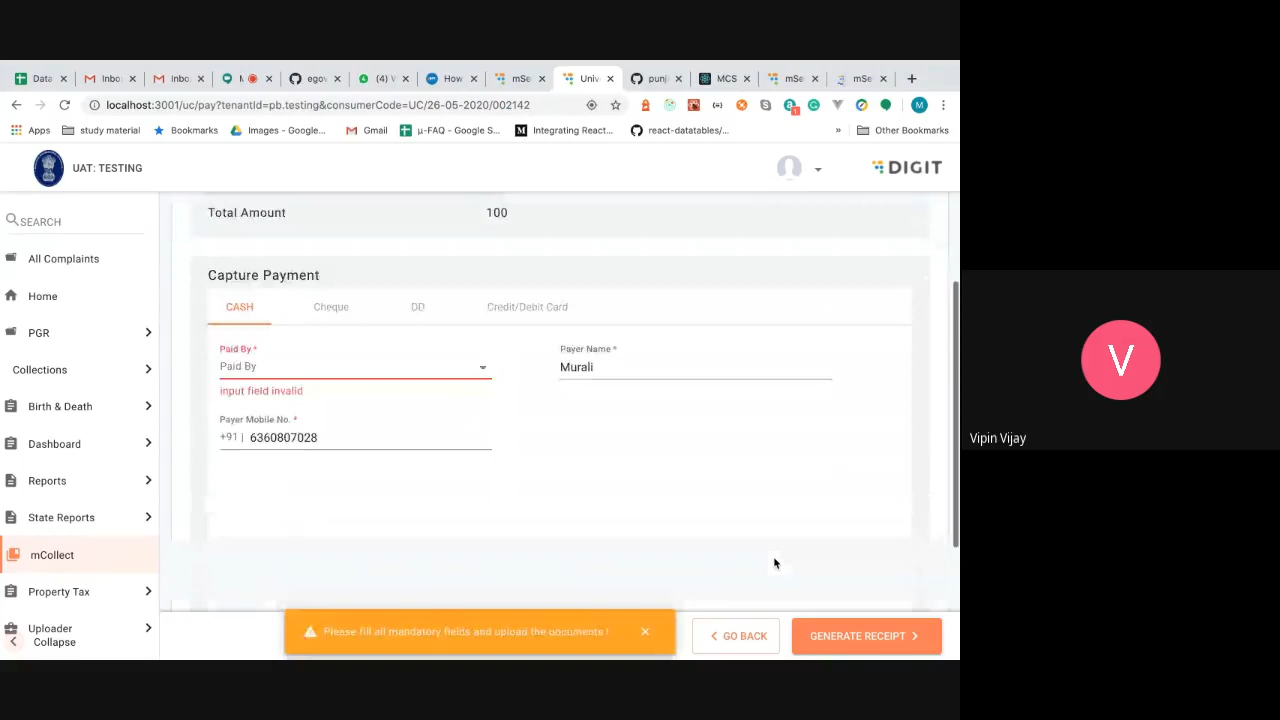 Data
Inbo
Inbo
M
egov
(4) V
How
mSe
Univ
punj
MCS
mSe
mSe
localhost:3001/uc/pay?tenantId=pb.testing&consumerCode=UC/26-05-2020/002142
M
Apps
study material
Bookmarks
Images - Google...
Gmail
µ-FAQ - Google S...
Integrating React...
react-datatables/...
»
Other Bookmarks
UAT: TESTING
DIGIT
SEARCH
All Complaints
Home
PGR
Collections
Birth & Death
Dashboard
Reports
State Reports
mCollect
Property Tax
Uploader
Collapse
Total Amount 100
Capture Payment
CASH Cheque DD Credit/Debit Card
Paid By *
Paid By
input field invalid
Payer Name *
Murali
Payer Mobile No. *
+91 | 6360807028
Please fill all mandatory fields and upload the documents !
GO BACK
GENERATE RECEIPT
V
Vipin Vijay